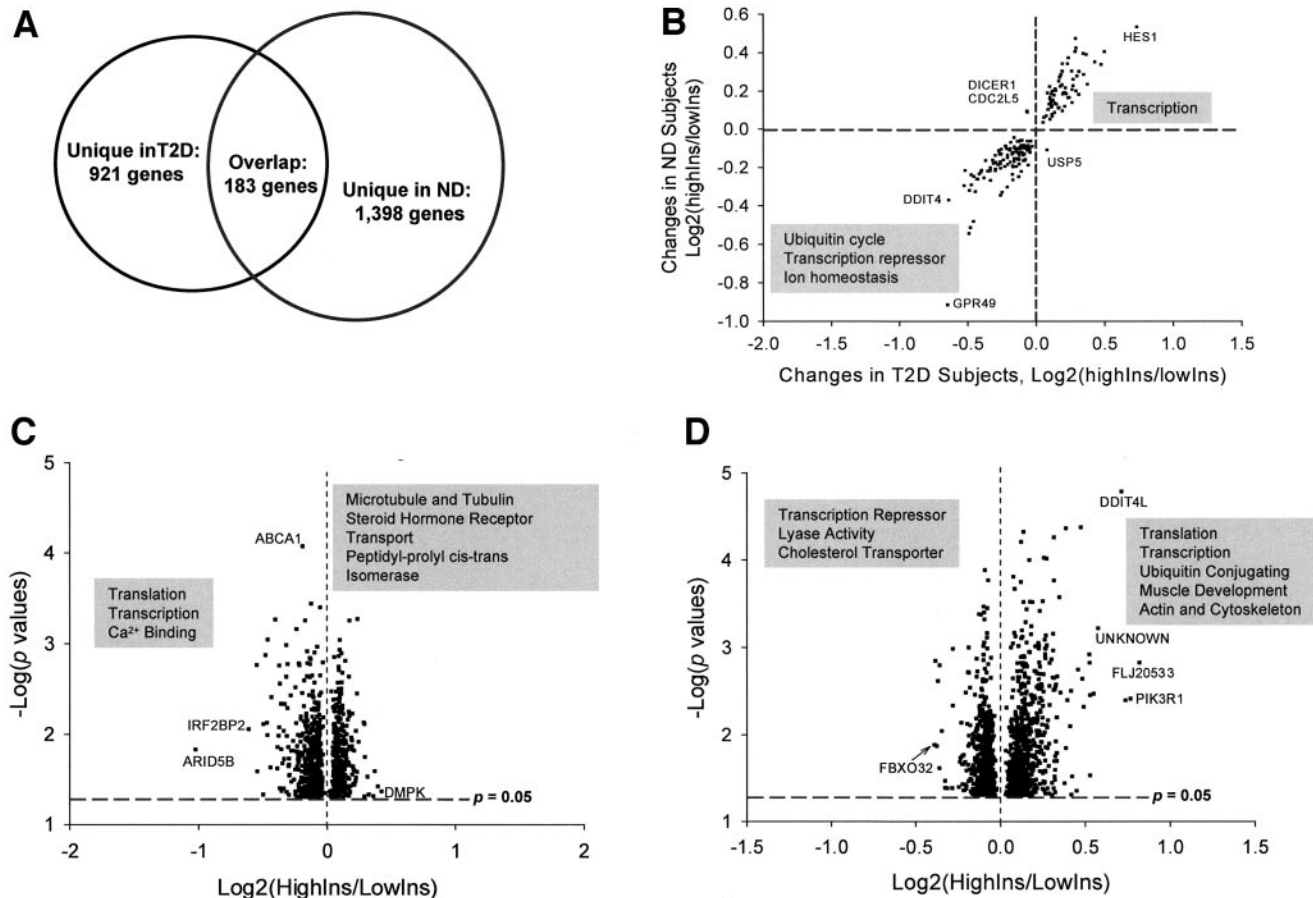 A
Unique inT2D:
921 genes
Overlap:
183 genes
Unique in ND:
1,398 genes
B
Changes in ND Subjects
Log2(highIns/lowIns)
0.6
0.4
0.2
0.0
-0.2
-0.4
-0.6
-0.8
-1.0
HES1
DICER1
CDC2L5
Transcription
USP5
DDIT4
Ubiquitin cycle
Transcription repressor
Ion homeostasis
GPR49
-2.0 -1.5 -1.0 -0.5 0.0 0.5 1.0 1.5
Changes in T2D Subjects, Log2(highIns/lowIns)
C
-Log(p values)
5
4
3
2
1
Microtubule and Tubulin
Steroid Hormone Receptor
Transport
Peptidyl-prolyl cis-trans
Isomerase
ABCA1
Translation
Transcription
Ca²⁺ Binding
IRF2BP2
ARID5B
DMPK
p = 0.05
-2 -1 0 1 2
Log2(HighIns/LowIns)
D
-Log(p values)
5
4
3
2
1
DDIT4L
Transcription Repressor
Lyase Activity
Cholesterol Transporter
Translation
Transcription
Ubiquitin Conjugating
Muscle Development
Actin and Cytoskeleton
UNKNOWN
FLJ20533
PIK3R1
FBXO32
p = 0.05
-1.5 -1.0 -0.5 0.0 0.5 1.0 1.5
Log2(HighIns/LowIns)